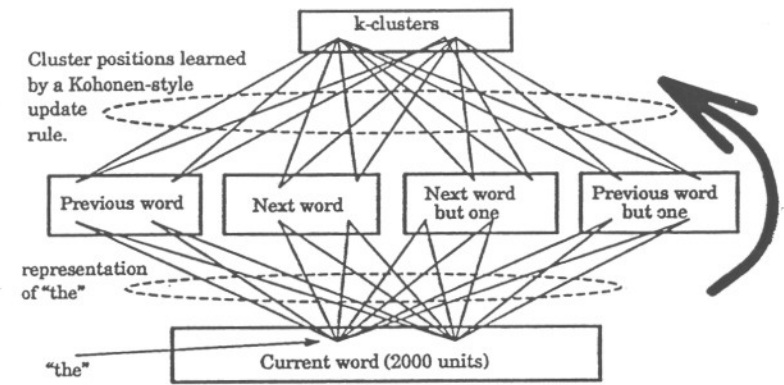 k-clusters
Cluster positions learned
by a Kohonen-style
update
rule.
Previous word
Next word
Next word
but one
Previous word
but one
representation
of "the"
"the"
Current word (2000 units)